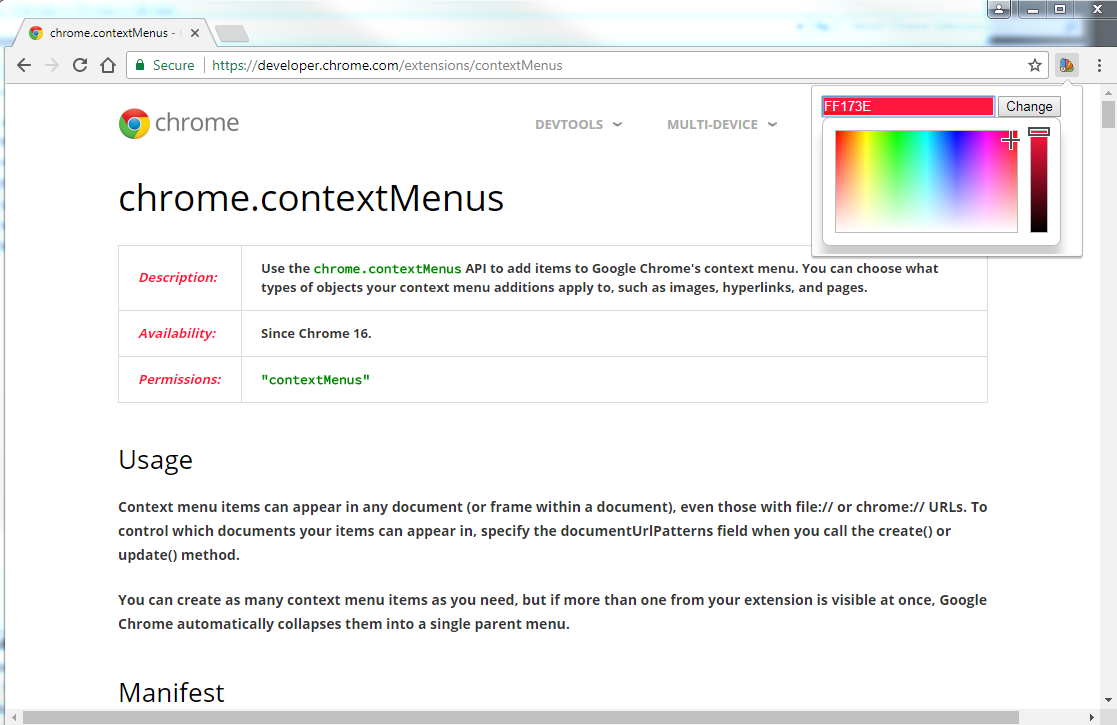 chrome.contextMenus -
Secure
https://developer.chrome.com/extensions/contextMenus
FF173E
Change
chrome
DEVTOOLS
MULTI-DEVICE
chrome.contextMenus
Description:
Use the chrome.contextMenus API to add items to Google Chrome's context menu. You can choose what
types of objects your context menu additions apply to, such as images, hyperlinks, and pages.
Availability:
Since Chrome 16.
Permissions:
"contextMenus"
Usage
Context menu items can appear in any document (or frame within a document), even those with file:// or chrome:// URLs. To
control which documents your items can appear in, specify the documentUrlPatterns field when you call the create() or
update() method.
You can create as many context menu items as you need, but if more than one from your extension is visible at once, Google
Chrome automatically collapses them into a single parent menu.
Manifest